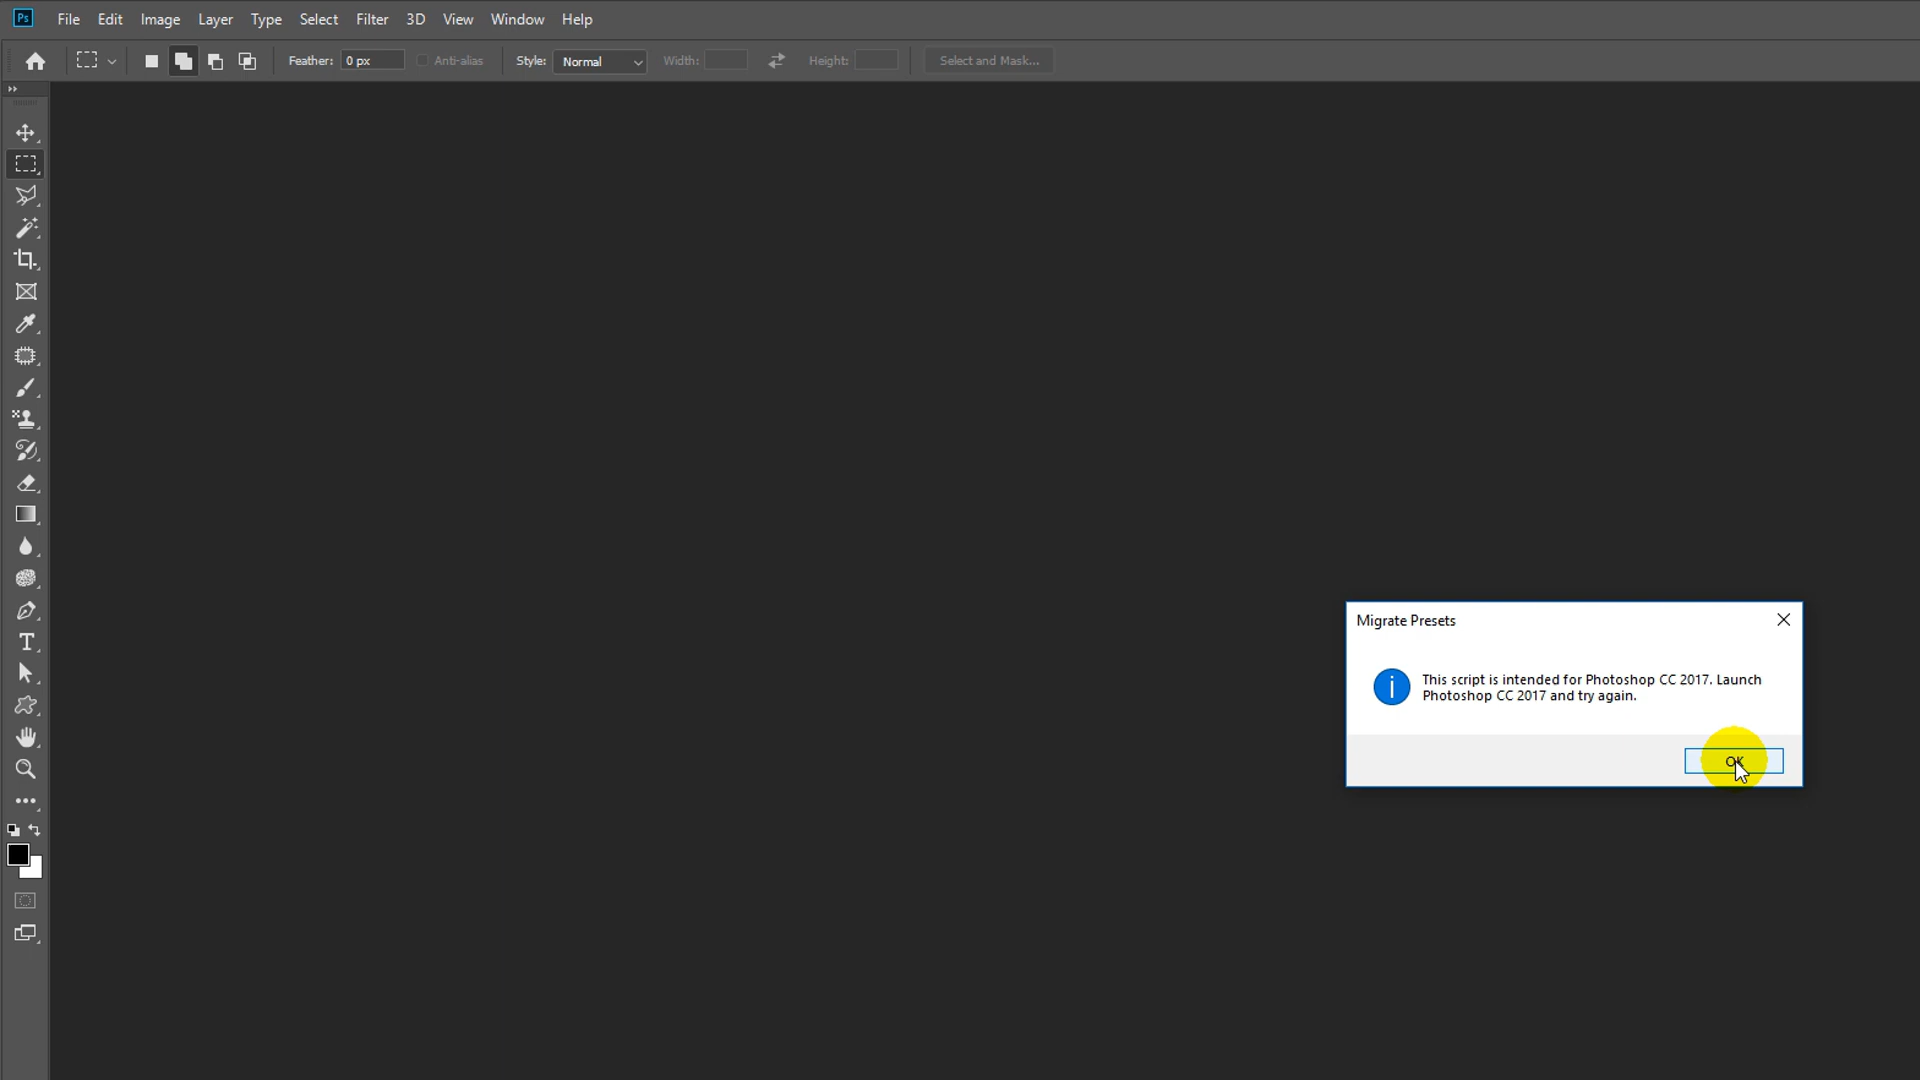 Ps File Edit Image Layer Type Select Filter 3D View Window Help
Feather: 0 px Anti-alias Style: Normal Width: Height: Select and Mask...
Migrate Presets
This script is intended for Photoshop CC 2017. Launch
Photoshop CC 2017 and try again.
OK